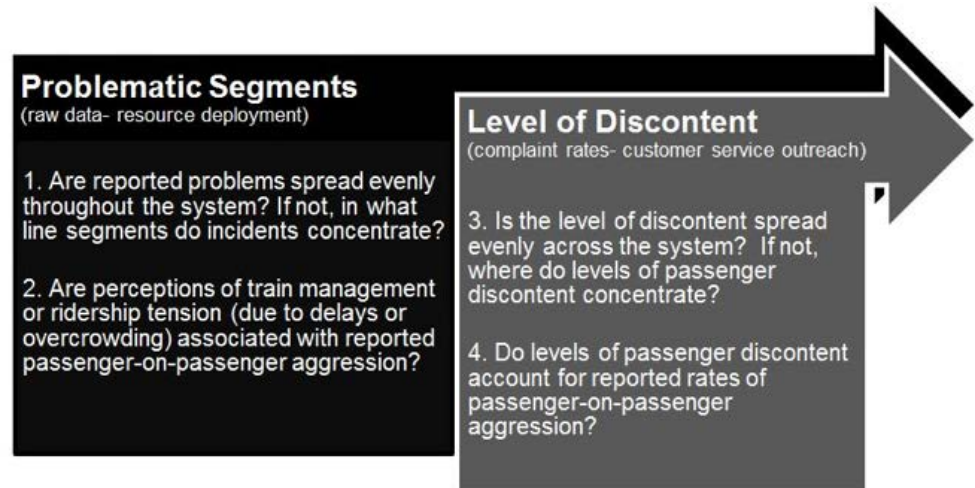 Problematic Segments
(raw data- resource deployment)
1. Are reported problems spread evenly
throughout the system? If not, in what
line segments do incidents concentrate?
2. Are perceptions of train management
or ridership tension (due to delays or
overcrowding) associated with reported
passenger-on-passenger aggression?
Level of Discontent
(complaint rates- customer service outreach)
3. Is the level of discontent spread
evenly across the system?  If not,
where do levels of passenger
discontent concentrate?
4. Do levels of passenger discontent
account for reported rates of
passenger-on-passenger
aggression?